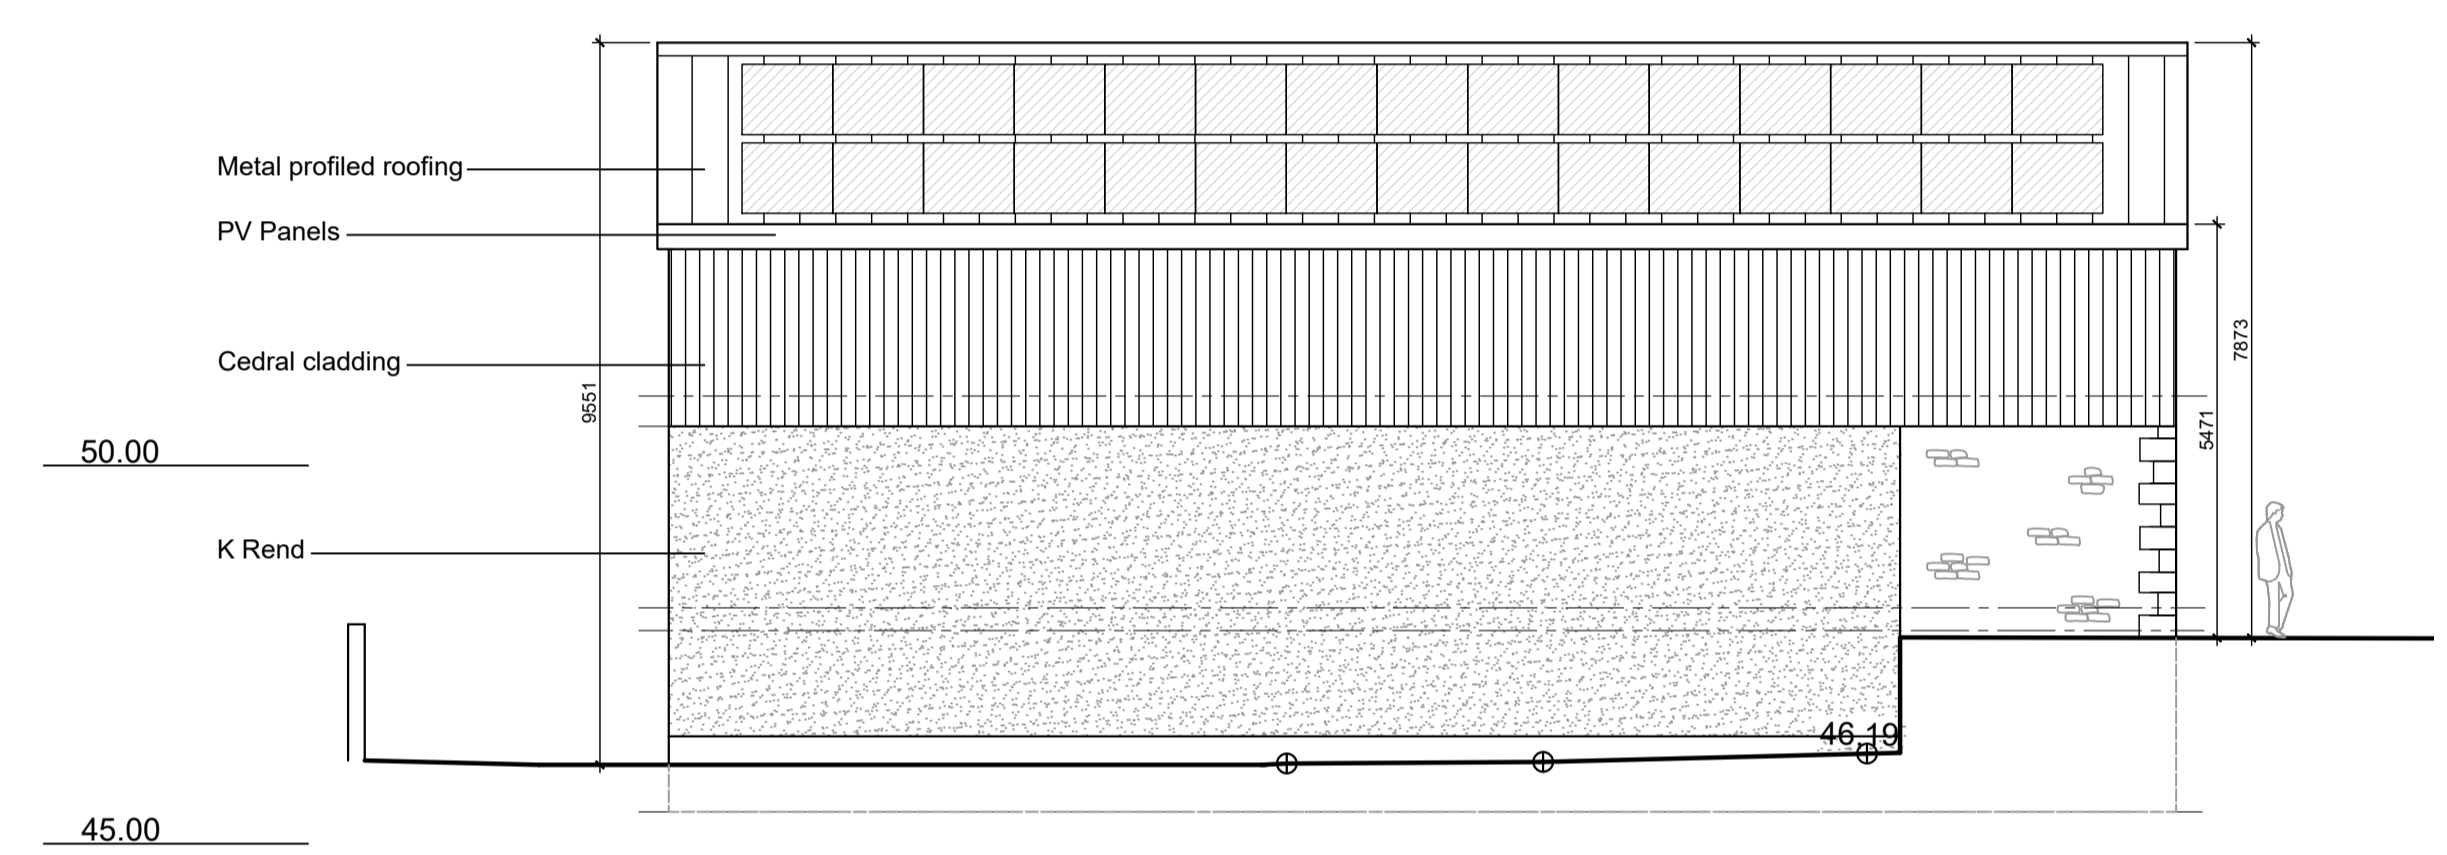 Metal profiled roofing
PV Panels
Cedral cladding
50.00
K Rend
45.00
9551
7873
5471
46.19